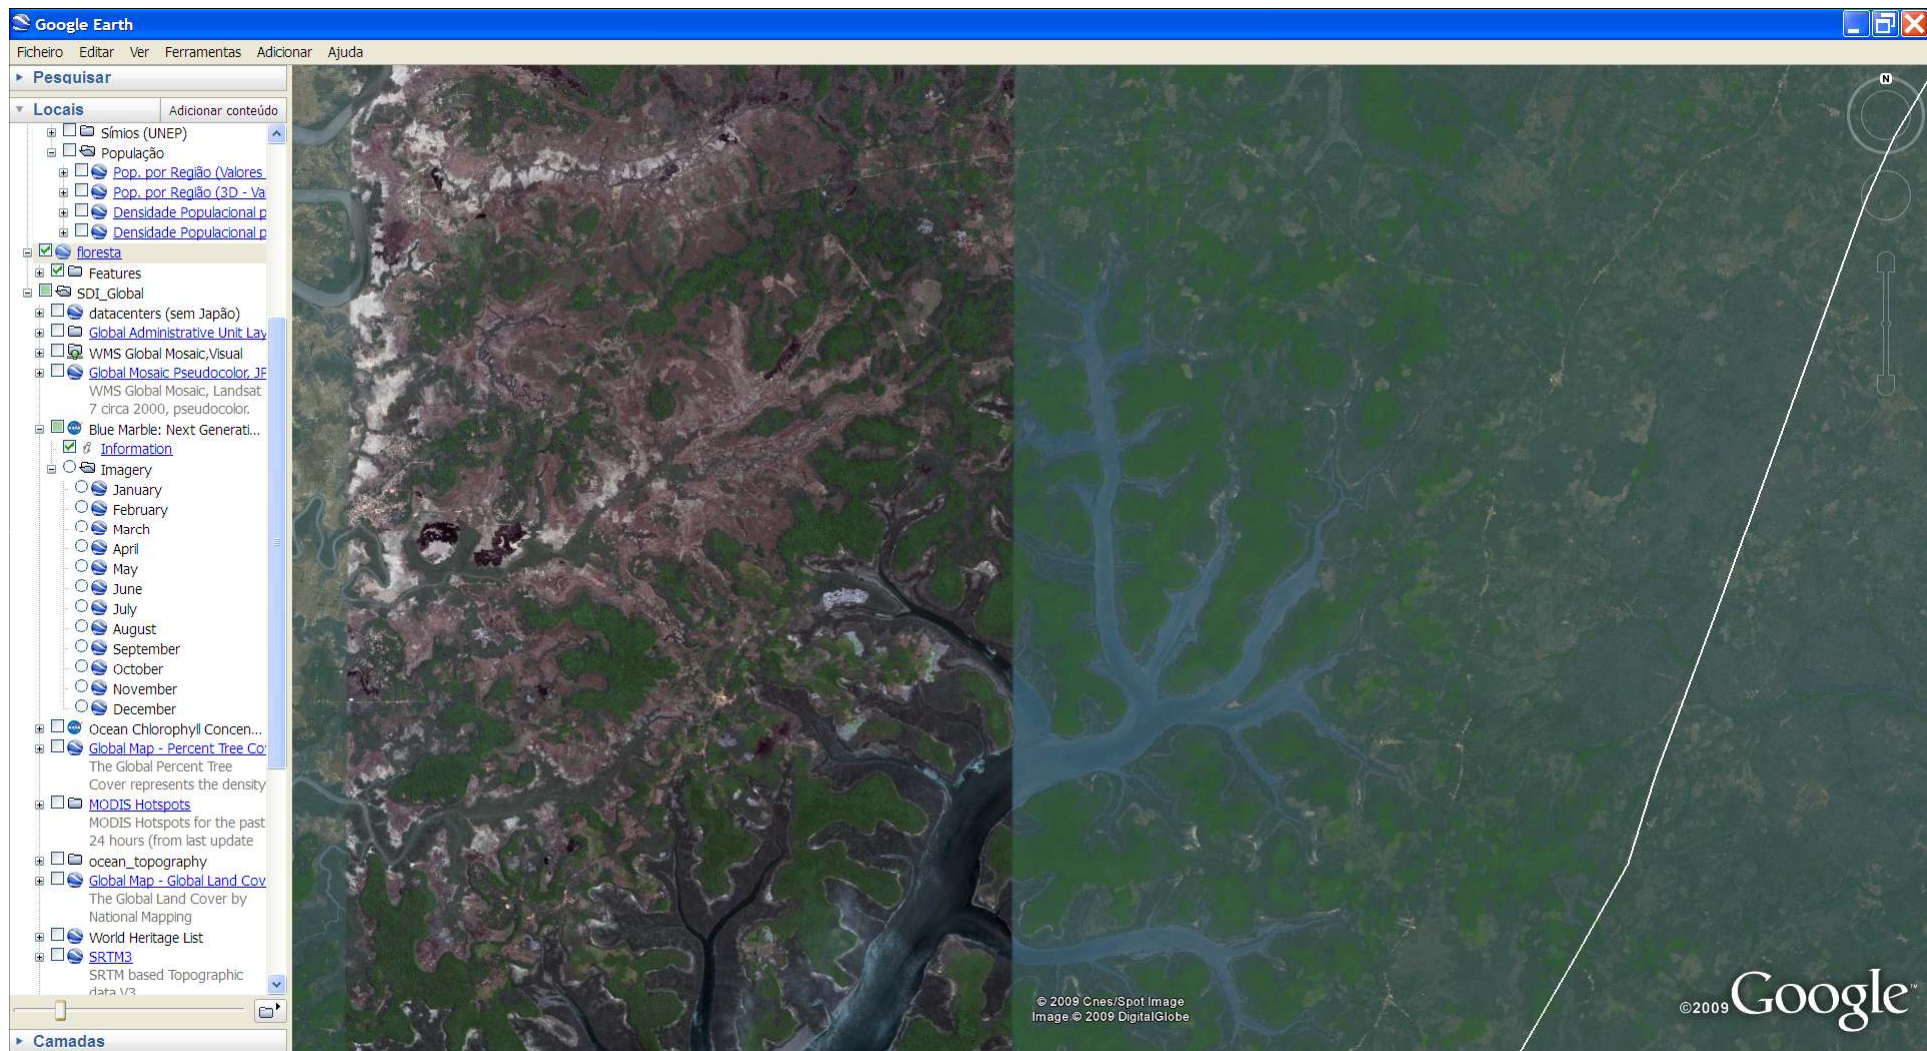 Google Earth
Ficheiro Editar Ver Ferramentas Adicionar Ajuda
Pesquisar
Locais Adicionar conteúdo
Símios (UNEP)
População
Pop. por Região (Valores
Pop. por Região (3D - Va
Densidade Populacional p
Densidade Populacional p
floresta
Features
SDI_Global
datacenters (sem Japão)
Global Administrative Unit Lay
WMS Global Mosaic,Visual
Global Mosaic Pseudocolor, JP
WMS Global Mosaic, Landsat
7 circa 2000, pseudocolor.
Blue Marble: Next Generati...
Information
Imagery
January
February
March
April
May
June
July
August
September
October
November
December
Ocean Chlorophyll Concen...
Global Map - Percent Tree Co
The Global Percent Tree
Cover represents the density
MODIS Hotspots
MODIS Hotspots for the past
24 hours (from last update
ocean_topography
Global Map - Global Land Cov
The Global Land Cover by
National Mapping
World Heritage List
SRTM3
SRTM based Topographic
data V3
Camadas
N
© 2009 Cnes/Spot Image
Image © 2009 DigitalGlobe
©2009 Google™